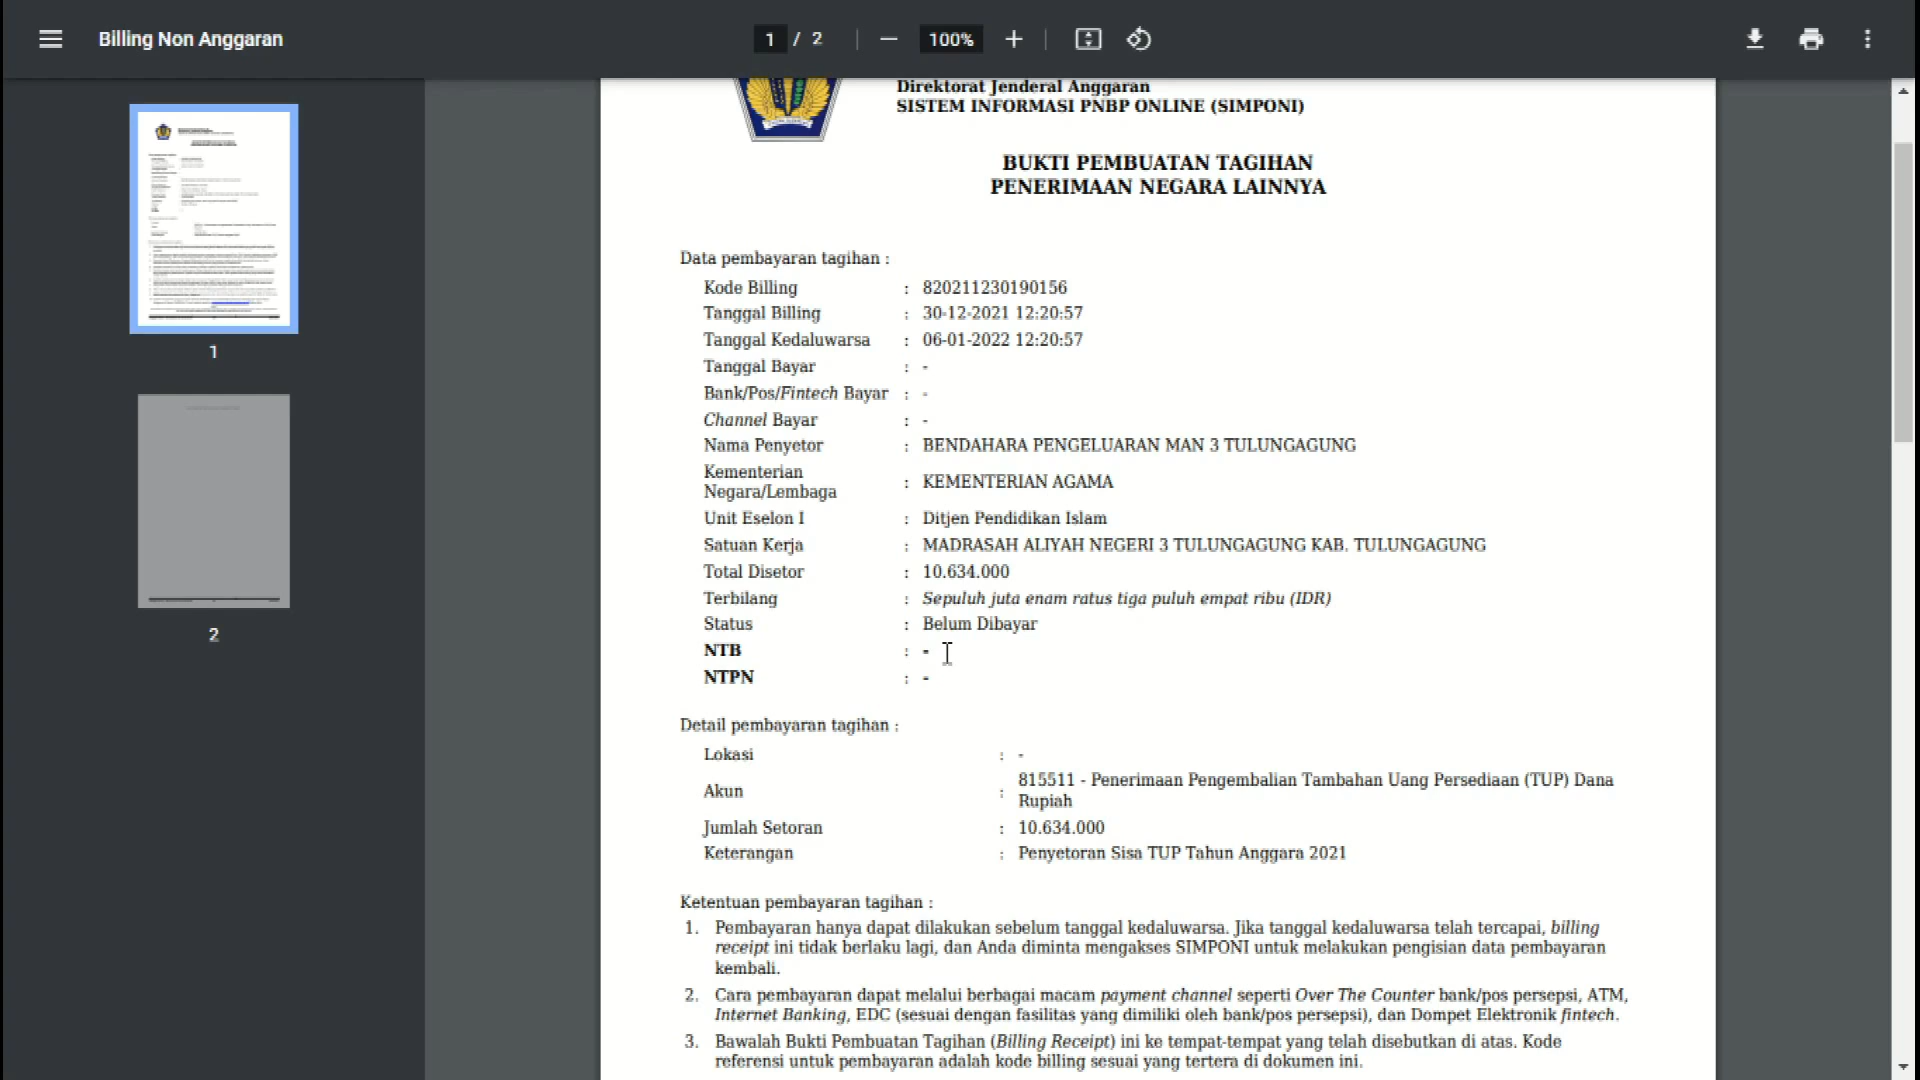 Billing Non Anggaran
1 / 2
100%
1
2
Direktorat Jenderal Anggaran
SISTEM INFORMASI PNBP ONLINE (SIMPONI)
BUKTI PEMBUATAN TAGIHAN
PENERIMAAN NEGARA LAINNYA
Data pembayaran tagihan :
Kode Billing : 820211230190156
Tanggal Billing : 30-12-2021 12:20:57
Tanggal Kedaluwarsa : 06-01-2022 12:20:57
Tanggal Bayar : -
Bank/Pos/Fintech Bayar : -
Channel Bayar : -
Nama Penyetor : BENDAHARA PENGELUARAN MAN 3 TULUNGAGUNG
Kementerian
Negara/Lembaga : KEMENTERIAN AGAMA
Unit Eselon I : Ditjen Pendidikan Islam
Satuan Kerja : MADRASAH ALIYAH NEGERI 3 TULUNGAGUNG KAB. TULUNGAGUNG
Total Disetor : 10.634.000
Terbilang : Sepuluh juta enam ratus tiga puluh empat ribu (IDR)
Status : Belum Dibayar
NTB : -
NTPN : -
Detail pembayaran tagihan :
Lokasi : -
Akun : 815511 - Penerimaan Pengembalian Tambahan Uang Persediaan (TUP) Dana
Rupiah
Jumlah Setoran : 10.634.000
Keterangan : Penyetoran Sisa TUP Tahun Anggara 2021
Ketentuan pembayaran tagihan :
1. Pembayaran hanya dapat dilakukan sebelum tanggal kedaluwarsa. Jika tanggal kedaluwarsa telah tercapai, billing
receipt ini tidak berlaku lagi, dan Anda diminta mengakses SIMPONI untuk melakukan pengisian data pembayaran
kembali.
2. Cara pembayaran dapat melalui berbagai macam payment channel seperti Over The Counter bank/pos persepsi, ATM,
Internet Banking, EDC (sesuai dengan fasilitas yang dimiliki oleh bank/pos persepsi), dan Dompet Elektronik fintech.
3. Bawalah Bukti Pembuatan Tagihan (Billing Receipt) ini ke tempat-tempat yang telah disebutkan di atas. Kode
referensi untuk pembayaran adalah kode billing sesuai yang tertera di dokumen ini.